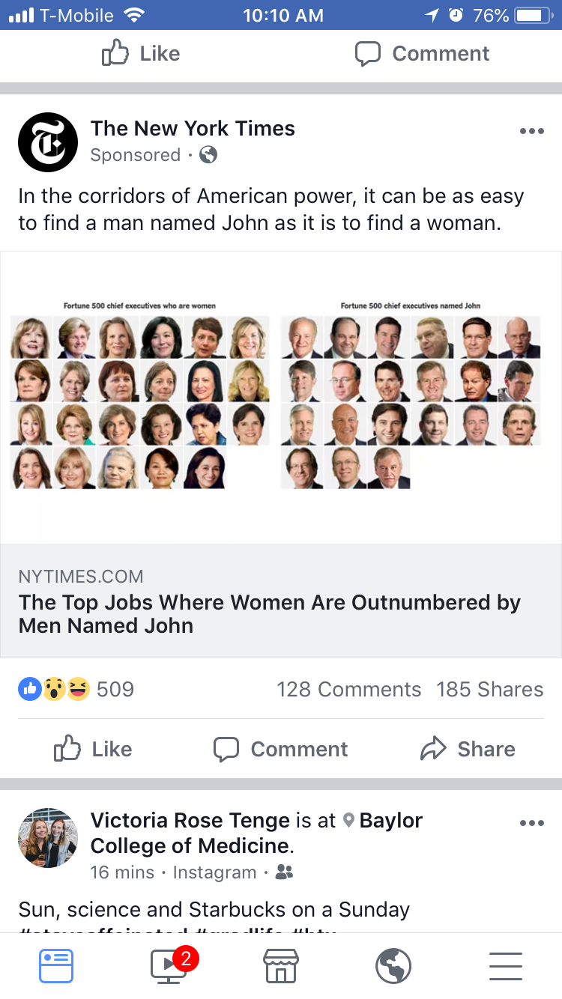 T-Mobile 10:10 AM 76%
Like Comment
The New York Times
Sponsored ·
In the corridors of American power, it can be as easy
to find a man named John as it is to find a woman.
Fortune 500 chief executives who are women
Fortune 500 chief executives named John
NYTIMES.COM
The Top Jobs Where Women Are Outnumbered by
Men Named John
509 128 Comments 185 Shares
Like Comment Share
Victoria Rose Tenge is at Baylor
College of Medicine.
16 mins · Instagram ·
Sun, science and Starbucks on a Sunday
2